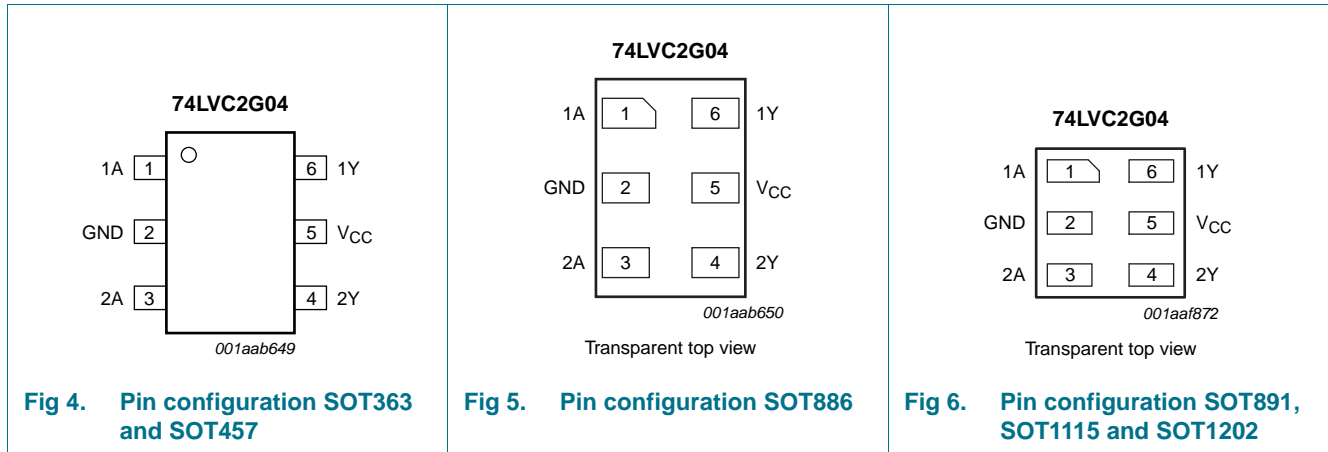 74LVC2G04
1A 1 6 1Y
GND 2 5 VCC
2A 3 4 2Y
001aab649
Fig 4. Pin configuration SOT363
and SOT457
74LVC2G04
1A 1 6 1Y
GND 2 5 VCC
2A 3 4 2Y
001aab650
Transparent top view
Fig 5. Pin configuration SOT886
74LVC2G04
1A 1 6 1Y
GND 2 5 VCC
2A 3 4 2Y
001aaf872
Transparent top view
Fig 6. Pin configuration SOT891,
SOT1115 and SOT1202